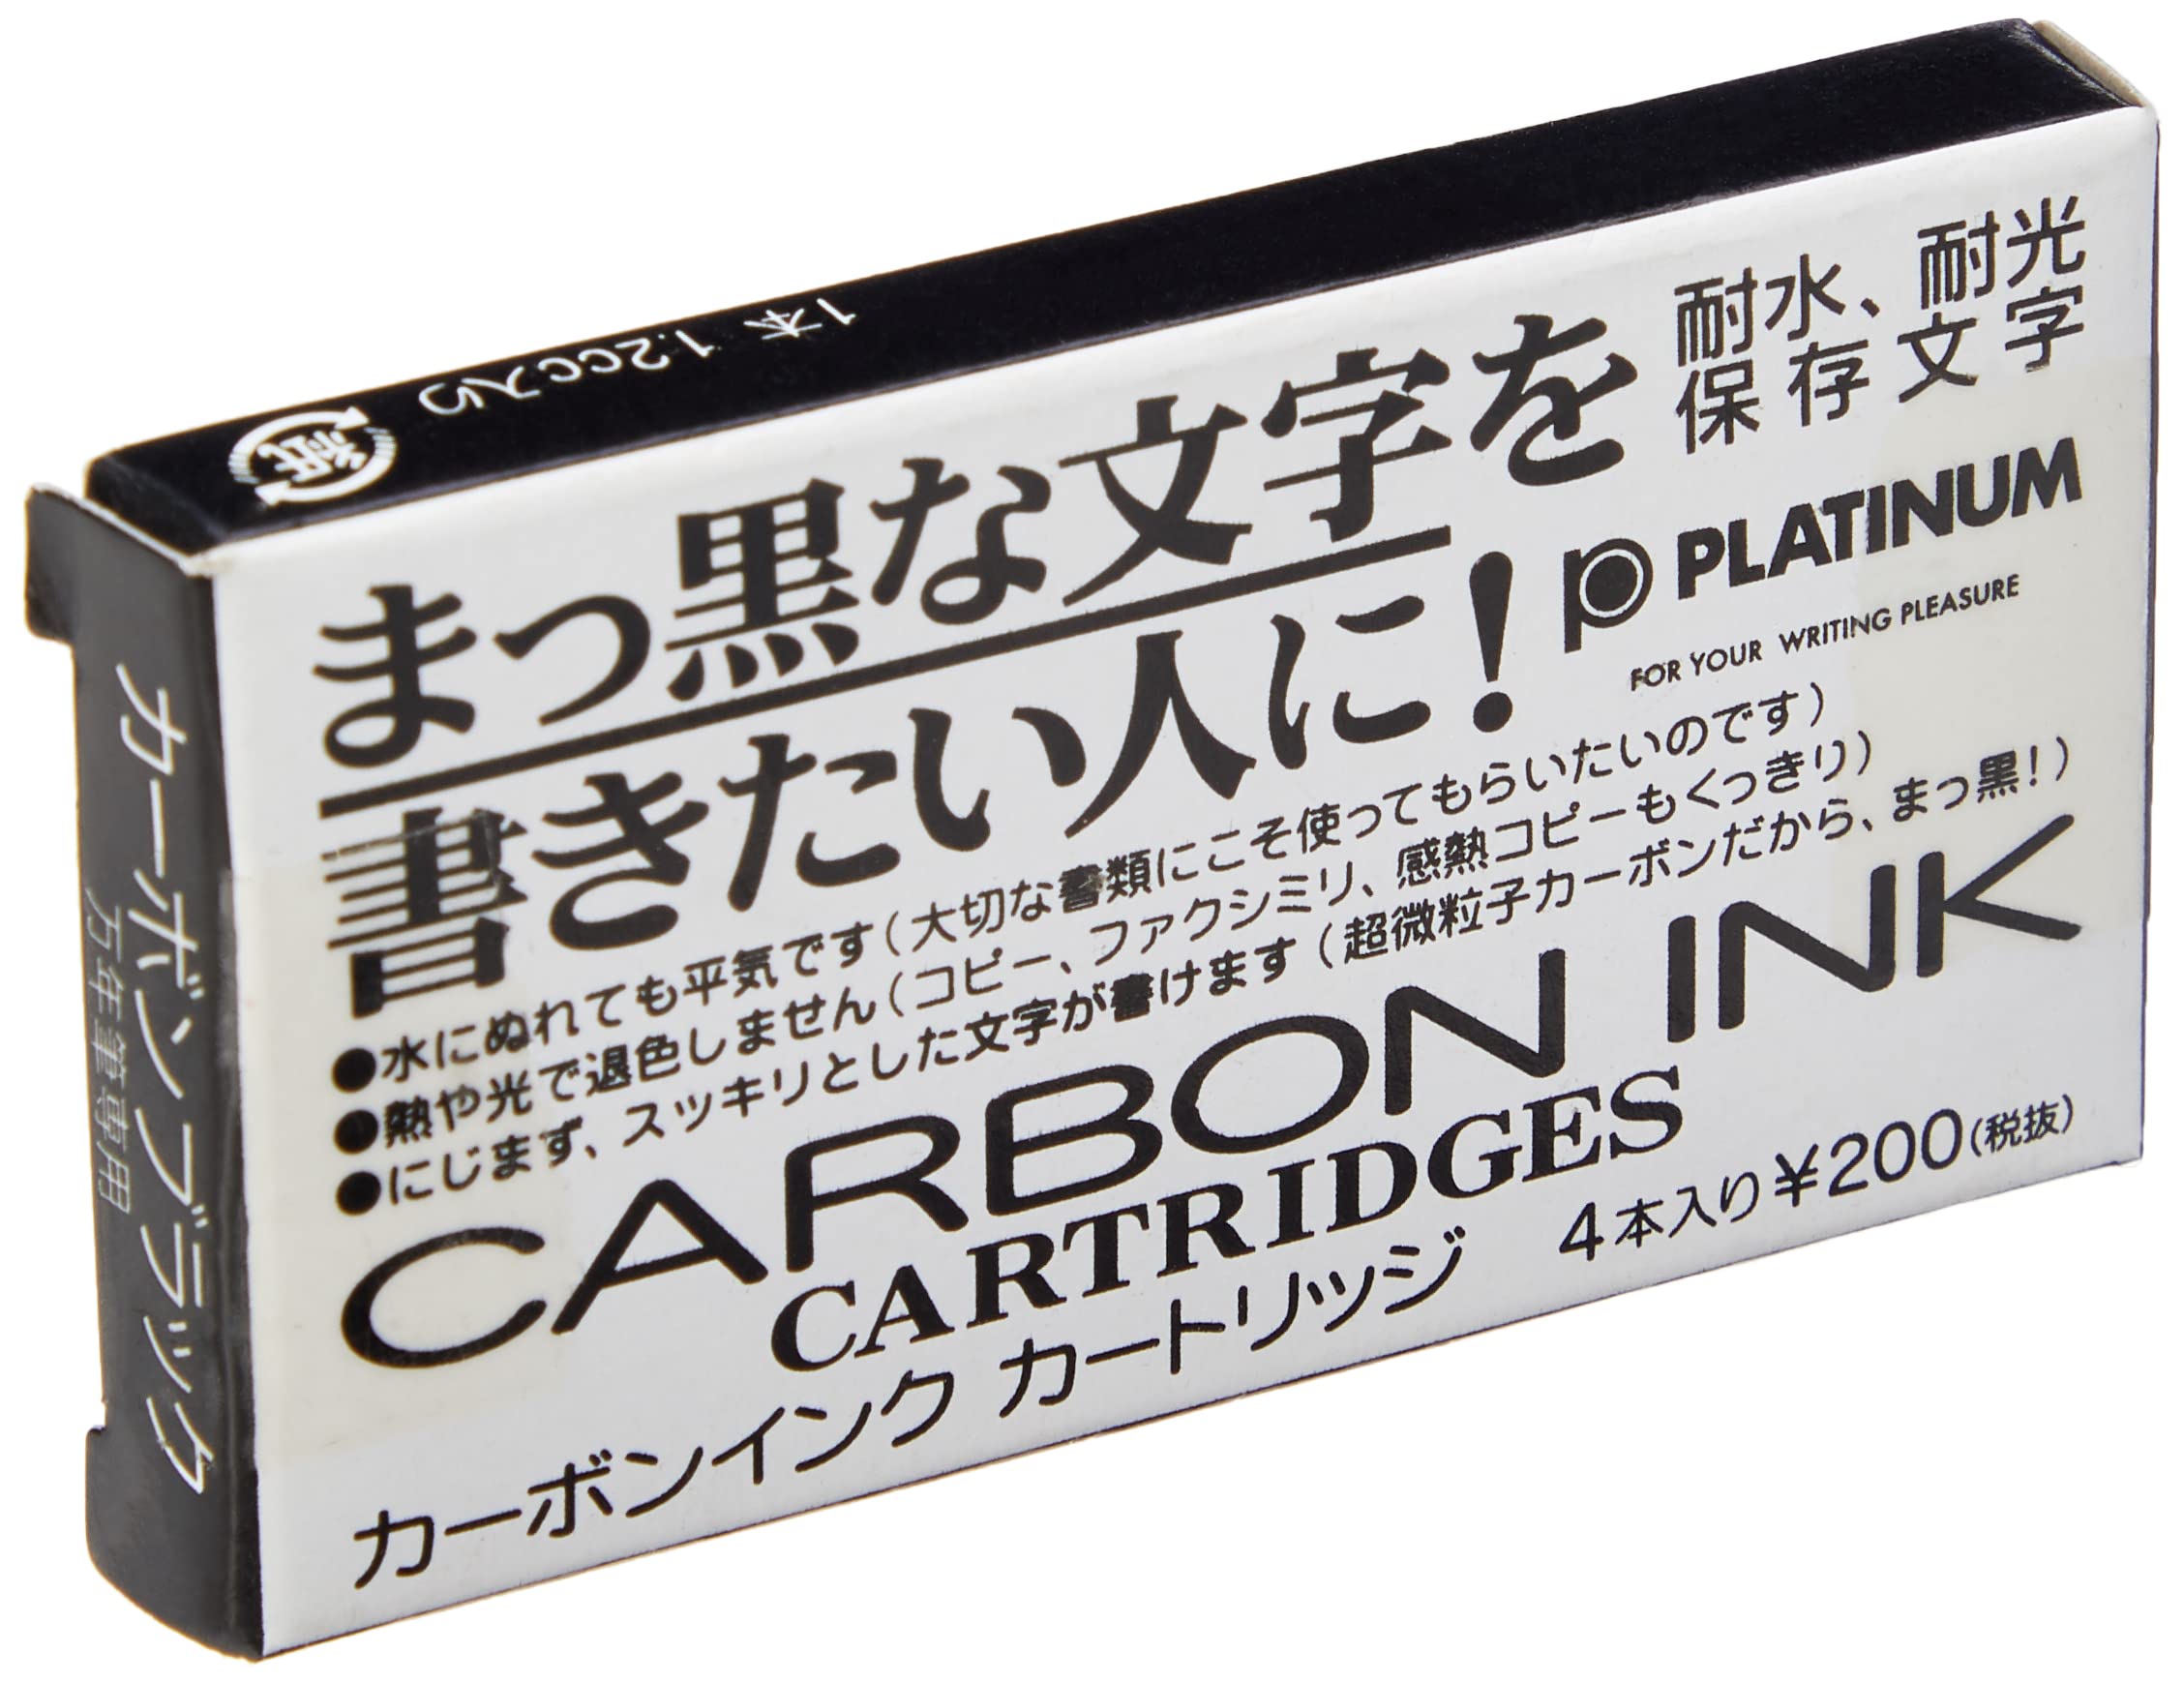 1本 1.2cc入り
紙
まっ黒な文字を
書きたい人に!
耐水、耐光
保存文字
PLATINUM
FOR YOUR WRITING PLEASURE
●水にぬれても平気です(大切な書類にこそ使ってもらいたいのです)
●熱や光で退色しません(コピー、ファクシミリ、感熱コピーもくっきり)
●にじまず、スッキリとした文字が書けます(超微粒子カーボンだから、まっ黒!)
CARBON INK
CARTRIDGES
カーボンインク カートリッジ
4本入り¥200(税抜)
カーボンブラック
万年筆専用